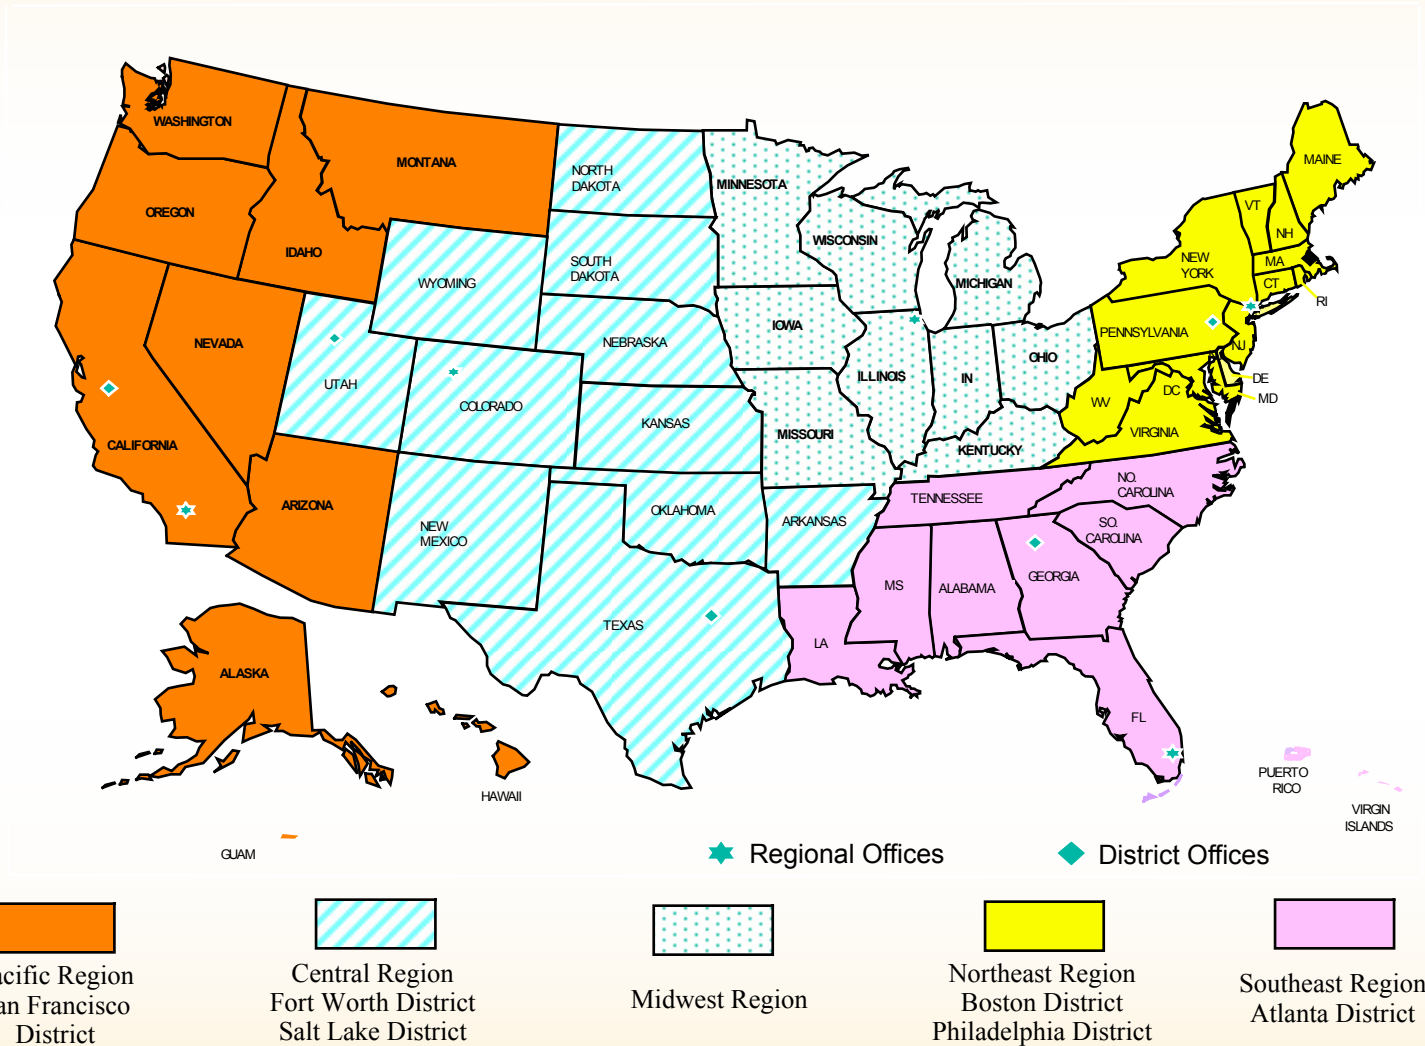 WASHINGTON
MONTANA
OREGON
IDAHO
NORTH
DAKOTA
MINNESOTA
MAINE
VT
NH
WYOMING
SOUTH
DAKOTA
WISCONSIN
MICHIGAN
NEW
YORK
MA
CT
RI
NEVADA
UTAH
COLORADO
NEBRASKA
IOWA
ILLINOIS
IN
OHIO
PENNSYLVANIA
NJ
DE
MD
DC
WV
VIRGINIA
CALIFORNIA
KANSAS
MISSOURI
KENTUCKY
ARIZONA
NEW
MEXICO
OKLAHOMA
ARKANSAS
TENNESSEE
NO.
CAROLINA
SO.
CAROLINA
MS
ALABAMA
GEORGIA
TEXAS
LA
FL
ALASKA
HAWAII
GUAM
PUERTO
RICO
VIRGIN
ISLANDS
Regional Offices
District Offices
acific Region
an Francisco
District
Central Region
Fort Worth District
Salt Lake District
Midwest Region
Northeast Region
Boston District
Philadelphia District
Southeast Region
Atlanta District